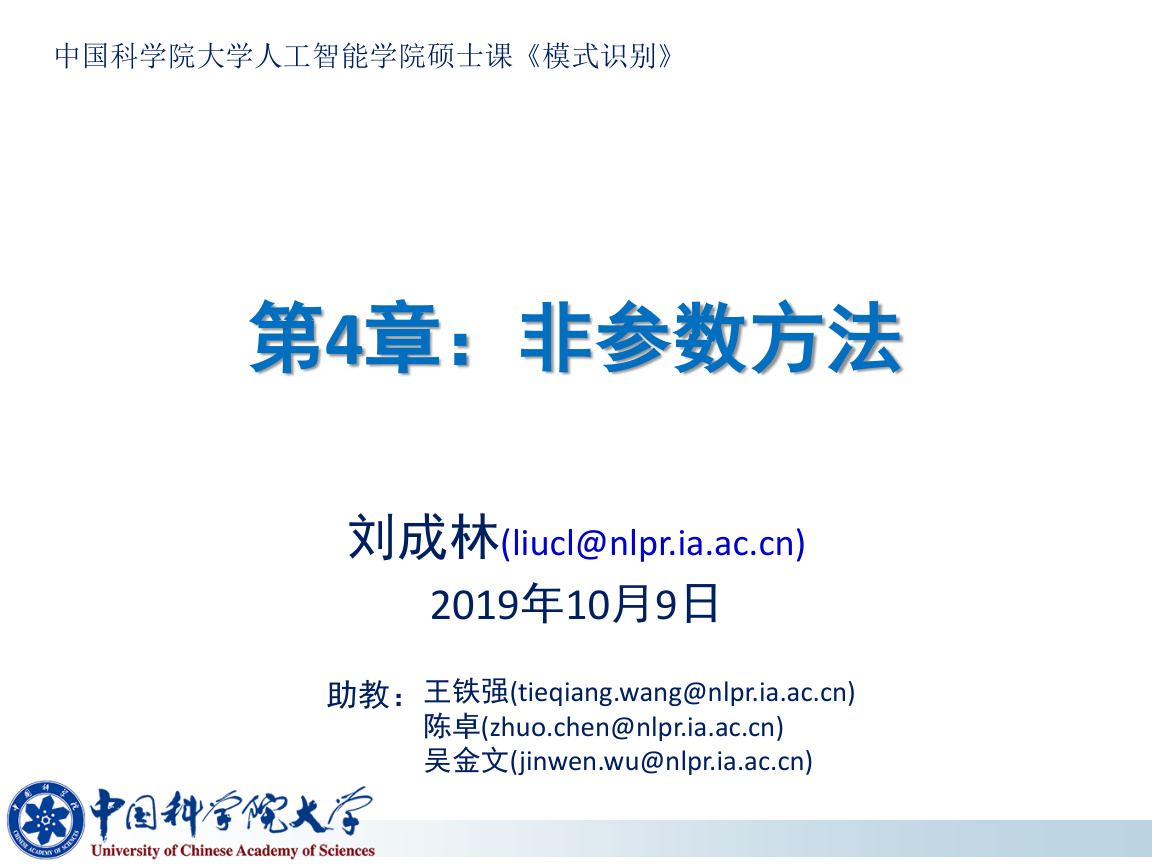 中国科学院大学人工智能学院硕士课《模式识别》
第4章：非参数方法
刘成林(liucl@nlpr.ia.ac.cn)
2019年10月9日
助教：王铁强(tieqiang.wang@nlpr.ia.ac.cn)
陈卓(zhuo.chen@nlpr.ia.ac.cn)
吴金文(jinwen.wu@nlpr.ia.ac.cn)
中国科学院大学
University of Chinese Academy of Sciences